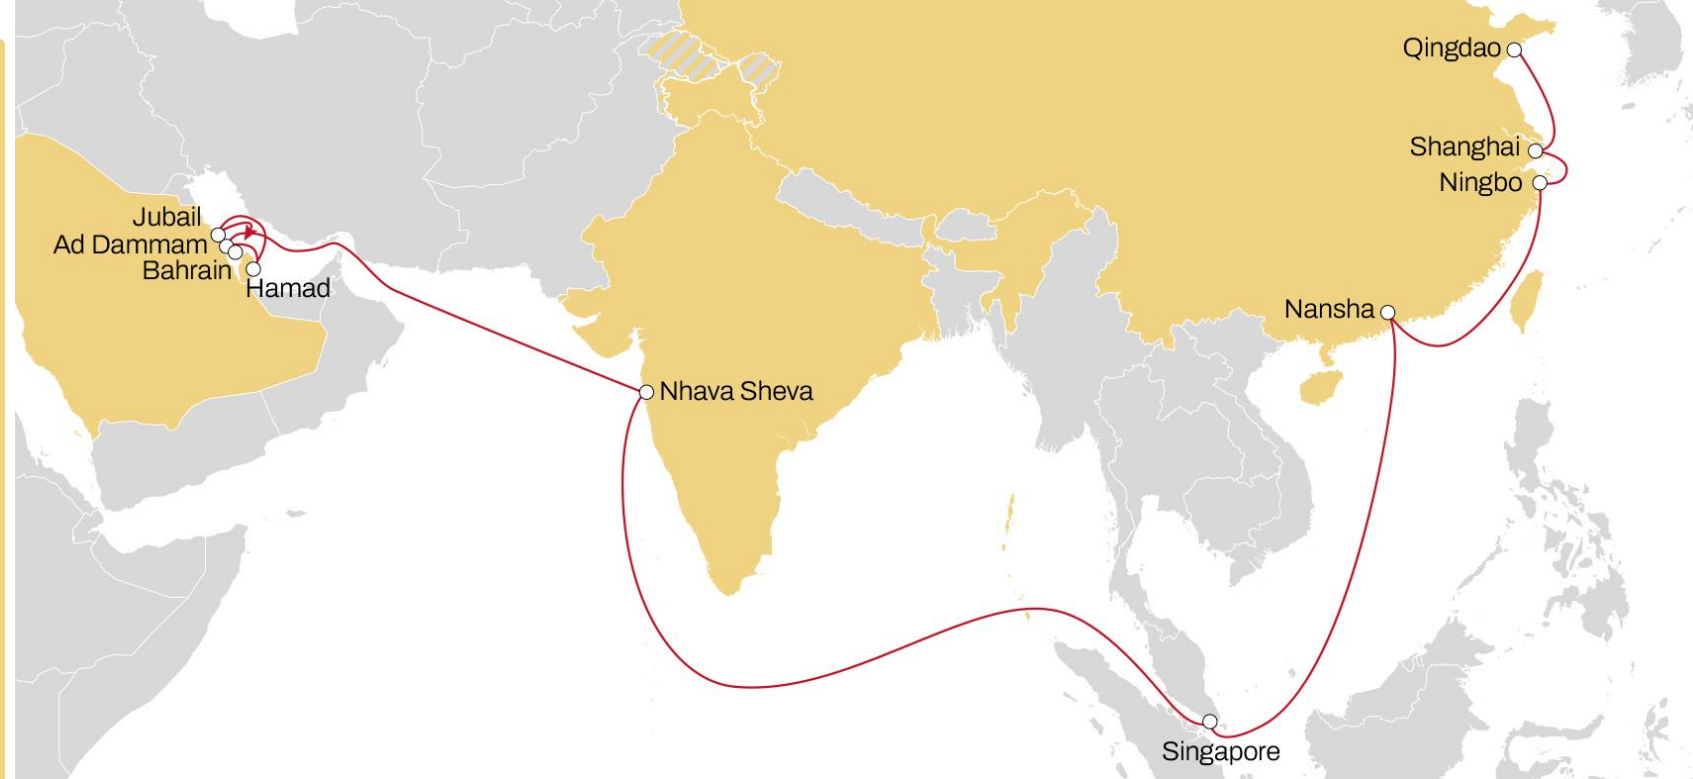 Qingdao
Shanghai
Ningbo
Jubail
Ad Dammam
Bahrain
Hamad
Nansha
Nhava Sheva
Singapore